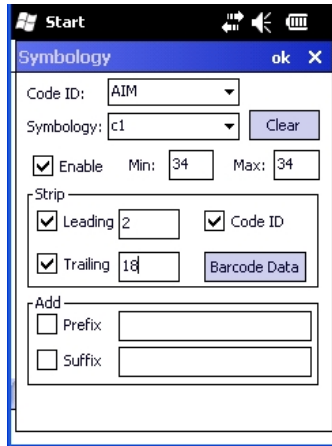 Start
Symbology ok X
Code ID: AIM
Symbology: c1 Clear
Enable Min: 34 Max: 34
Strip
Leading 2 Code ID
Trailing 18 Barcode Data
Add
Prefix
Suffix